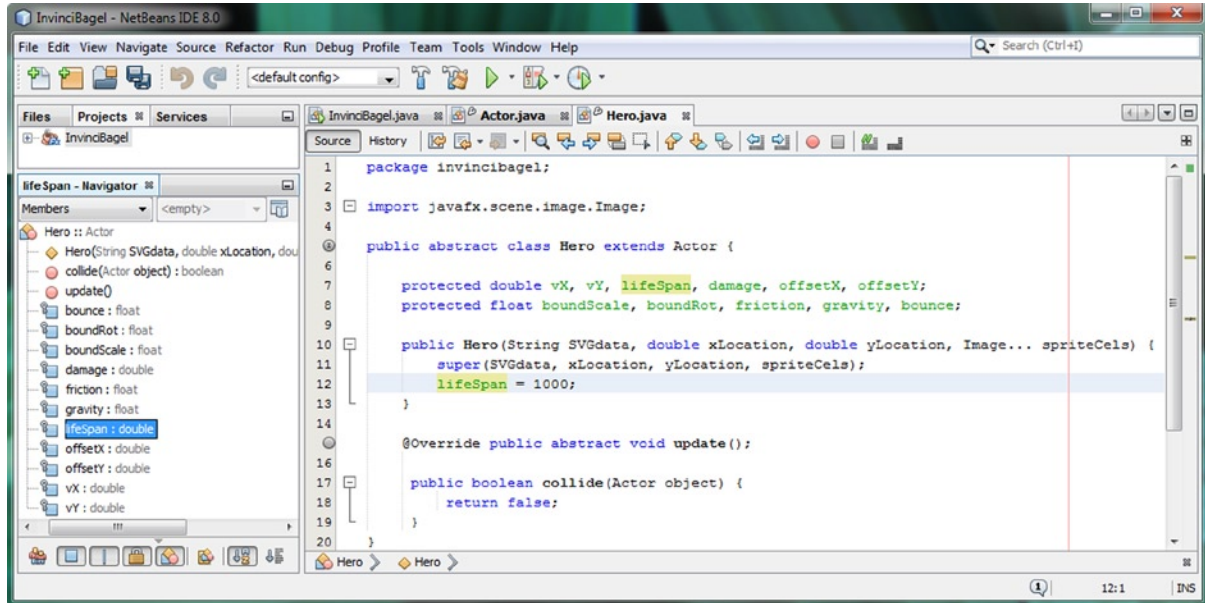 InvinciBagel - NetBeans IDE 8.0
File Edit View Navigate Source Refactor Run Debug Profile Team Tools Window Help
Search (Ctrl+I)
<default config>
Files Projects Services
InvinciBagel.java Actor.java Hero.java
InvinciBagel
Source History
lifeSpan - Navigator
Members <empty>
Hero :: Actor
Hero(String SVGdata, double xLocation, dou
collide(Actor object) : boolean
update()
bounce : float
boundRot : float
boundScale : float
damage : double
friction : float
gravity : float
lifeSpan : double
offsetX : double
offsetY : double
vX : double
vY : double
1 package invincibagel;
2
3 import javafx.scene.image.Image;
4
public abstract class Hero extends Actor {
6
7 protected double vX, vY, lifeSpan, damage, offsetX, offsetY;
8 protected float boundScale, boundRot, friction, gravity, bounce;
9
10 public Hero(String SVGdata, double xLocation, double yLocation, Image... spriteCels) {
11 super(SVGdata, xLocation, yLocation, spriteCels);
12 lifeSpan = 1000;
13 }
14
@Override public abstract void update();
16
17 public boolean collide(Actor object) {
18 return false;
19 }
20 }
Hero Hero
1 12:1 INS